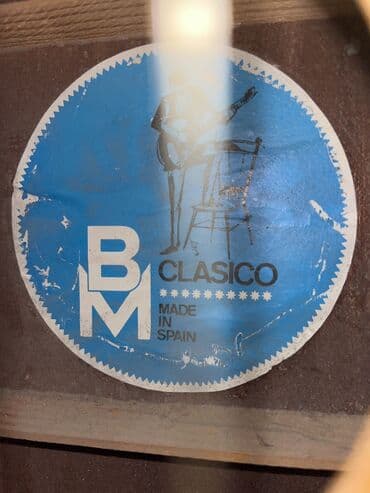 BM
CLASICO
**********
MADE
IN
SPAIN